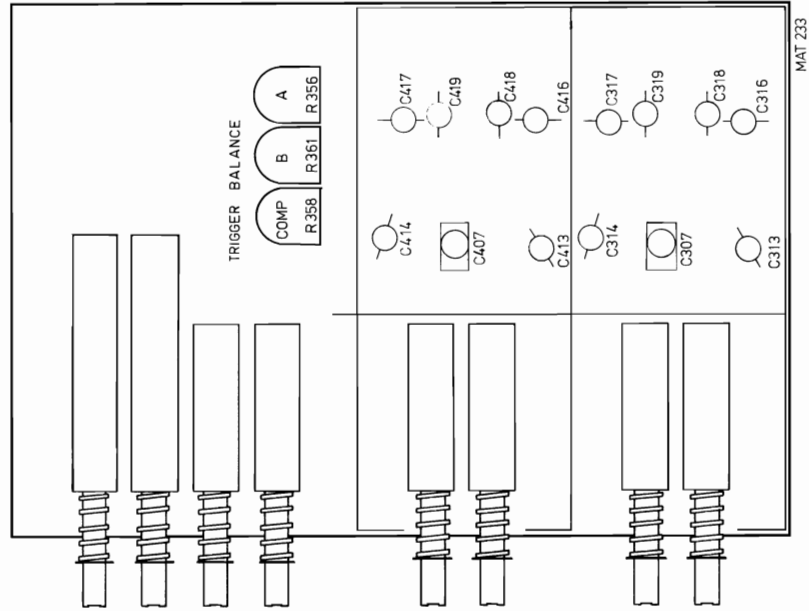 TRIGGER BALANCE
A
R356
B
R361
COMP
R358
C417
C419
C418
C416
C317
C319
C318
C316
C414
C407
C413
C314
C307
C313
MAT 233